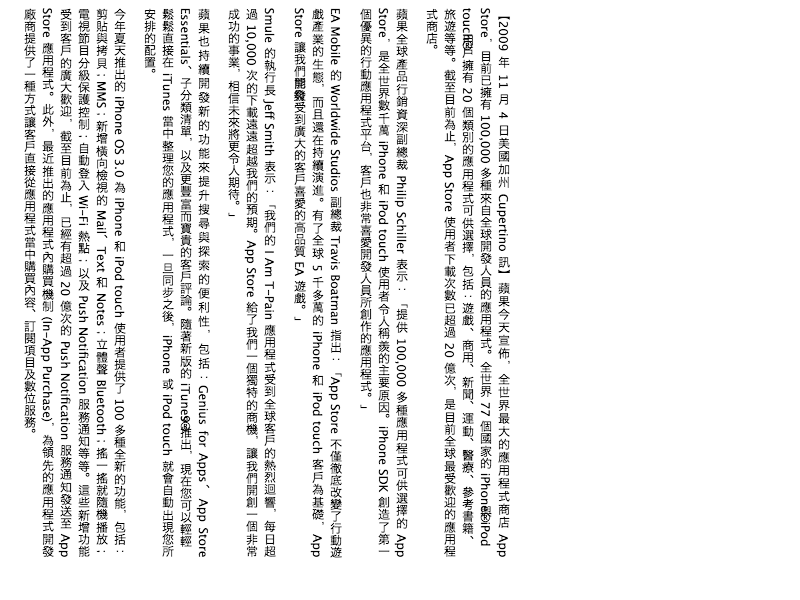 【2009 年 11 月 4 日美國加州 Cupertino 訊】蘋果今天宣佈，全世界最大的應用程式商店 App
Store，目前已擁有 100,000 多種來自全球開發人員的應用程式。全世界 77 個國家的 iPhone與iPod
touch用戶擁有 20 個類別的應用程式可供選擇，包括：遊戲、商用、新聞、運動、醫療、參考書籍、
旅遊等等。截至目前為止，App Store 使用者下載次數已超過 20 億次，是目前全球最受歡迎的應用程
式商店。
蘋果全球產品行銷資深副總裁 Philip Schiller 表示：「提供 100,000 多種應用程式可供選擇的 App
Store，是全世界數千萬 iPhone 和 iPod touch 使用者令人稱羨的主要原因。iPhone SDK 創造了第一
個優異的行動應用程式平台，客戶也非常喜愛開發人員所創作的應用程式。」
EA Mobile 的 Worldwide Studios 副總裁 Travis Boatman 指出：「App Store 不僅徹底改變了行動遊
戲產業的生態，而且還在持續演進。有了全球 5 千多萬的 iPhone 和 iPod touch 客戶為基礎，App
Store 讓我們能夠開發受到廣大的客戶喜愛的高品質 EA 遊戲。」
Smule 的執行長 Jeff Smith 表示：「我們的 I Am T-Pain 應用程式受到全球客戶的熱烈迴響，每日超
過 10,000 次的下載遠遠超越我們的預期。App Store 給了我們一個獨特的商機，讓我們開創一個非常
成功的事業，相信未來將更令人期待。」
蘋果也持續開發新的功能來提升搜尋與探索的便利性，包括：Genius for Apps、App Store
Essentials、子分類清單，以及更豐富而寶貴的客戶評論。隨著新版的 iTunes 9的推出，現在您可以輕輕
鬆鬆直接在 iTunes 當中整理您的應用程式，一旦同步之後，iPhone 或 iPod touch 就會自動出現您所
安排的配置。
今年夏天推出的 iPhone OS 3.0 為 iPhone 和 iPod touch 使用者提供了 100 多種全新的功能，包括：
剪貼與拷貝；MMS；新增橫向檢視的 Mail、Text 和 Notes；立體聲 Bluetooth；搖一搖就隨機播放；
電視節目分級保護控制；自動登入 Wi-Fi 熱點；以及 Push Notification 服務通知等等。這些新增功能
受到客戶的廣大歡迎，截至目前為止，已經有超過 20 億次的 Push Notification 服務通知發送至 App
Store 應用程式。此外，最近推出的應用程式內購買機制 (In-App Purchase)，為領先的應用程式開發
廠商提供了一種方式讓客戶直接從應用程式當中購買內容、訂閱項目及數位服務。